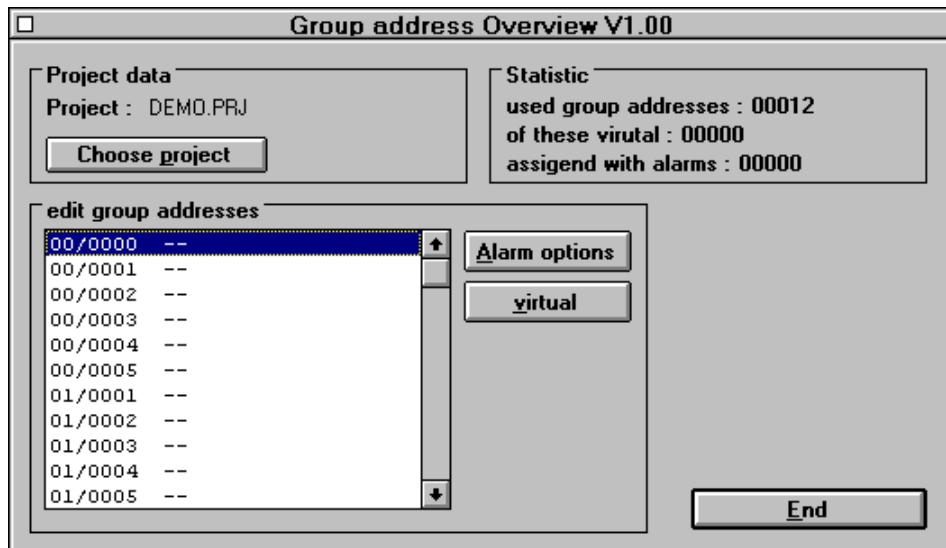 Group address Overview V1.00
Project data
Project : DEMO.PRJ
Choose project
Statistic
used group addresses : 00012
of these virutal : 00000
assigend with alarms : 00000
edit group addresses
00/0000 --
00/0001 --
00/0002 --
00/0003 --
00/0004 --
00/0005 --
01/0001 --
01/0002 --
01/0003 --
01/0004 --
01/0005 --
Alarm options
virtual
End